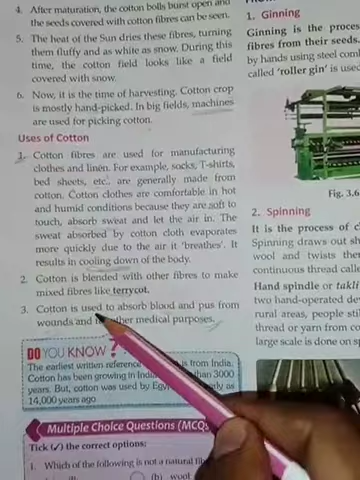 4. After maturation, the cotton bolls burst open and
the seeds covered with cotton fibres can be seen.
5. The heat of the Sun dries these fibres, turning
them fluffy and as white as snow. During this
time, the cotton field looks like a field
covered with snow.
6. Now, it is the time of harvesting. Cotton crop
is mostly hand-picked. In big fields, machines
are used for picking cotton.
Uses of Cotton
1. Cotton fibres are used for manufacturing
clothes and linen. For example, socks, T-shirts,
bed sheets, etc., are generally made from
cotton. Cotton clothes are comfortable in hot
and humid conditions because they are soft to
touch, absorb sweat and let the air in. The
sweat absorbed by cotton cloth evaporates
more quickly due to the air it 'breathes'. It
results in cooling down of the body.
2. Cotton is blended with other fibres to make
mixed fibres like terrycot.
3. Cotton is used to absorb blood and pus from
wounds and other medical purposes.
DO YOU KNOW?
The earliest written reference is from India.
Cotton has been growing in than 3000
years. But, cotton was used by as
14,000 years ago
Multiple Choice Questions (MCQs
Tick (✓) the correct options:
1. Which of the following is not a natural
(b) wool
1. Ginning
Ginning is the proces
fibres from their seeds.
by hands using steel com
called 'roller gin' is used
Fig. 3.6
2. Spinning
It is the process of
Spinning draws out
wool and twists the
continuous thread calle
Hand spindle or takli
two hand-operated de
rural areas, people sti
thread or yarn from co
large scale is done on